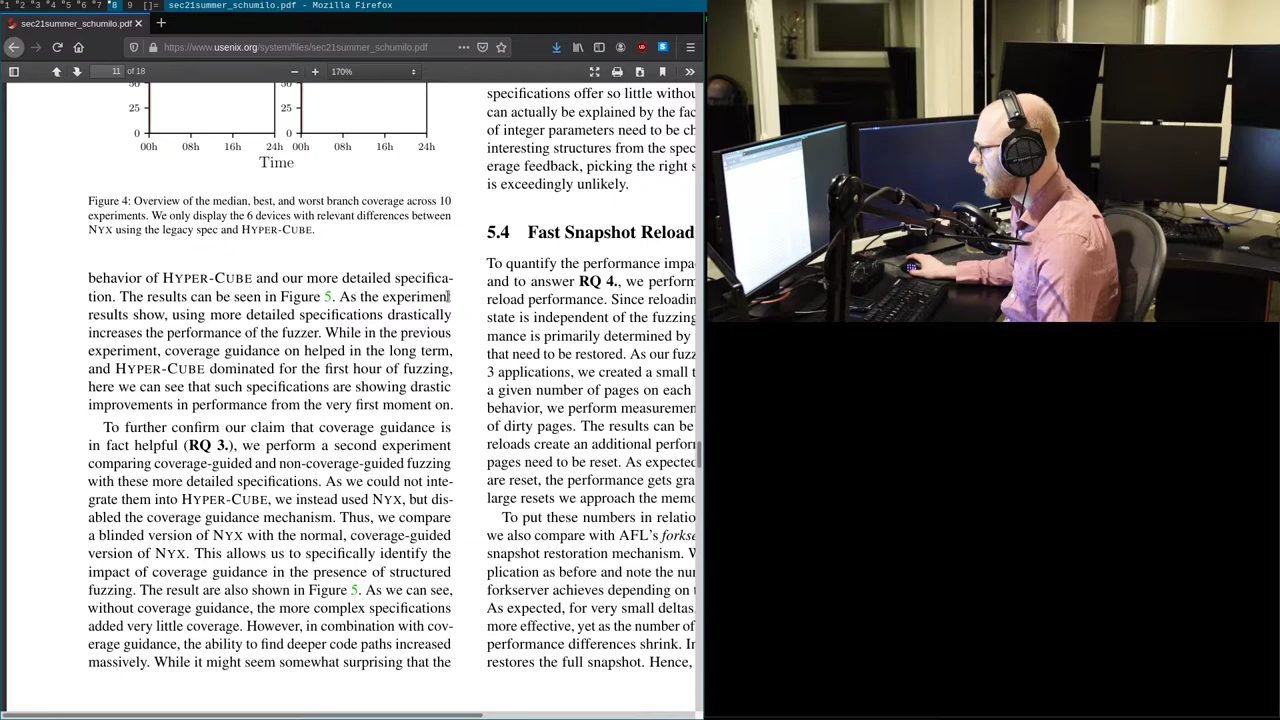 1 2 3 4 5 6 7 8 9 []= sec21summer_schumilo.pdf - Mozilla Firefox
sec21summer_schumilo.pdf
https://www.usenix.org/system/files/sec21summer_schumilo.pdf
11 of 18
170%
50
25 25
0 0
00h 08h 16h 24h 00h 08h 16h 24h
Time
Figure 4: Overview of the median, best, and worst branch coverage across 10
experiments. We only display the 6 devices with relevant differences between
NYX using the legacy spec and HYPER-CUBE.
behavior of HYPER-CUBE and our more detailed specifica-
tion. The results can be seen in Figure 5. As the experiment
results show, using more detailed specifications drastically
increases the performance of the fuzzer. While in the previous
experiment, coverage guidance on helped in the long term,
and HYPER-CUBE dominated for the first hour of fuzzing,
here we can see that such specifications are showing drastic
improvements in performance from the very first moment on.
To further confirm our claim that coverage guidance is
in fact helpful (RQ 3.), we perform a second experiment
comparing coverage-guided and non-coverage-guided fuzzing
with these more detailed specifications. As we could not inte-
grate them into HYPER-CUBE, we instead used NYX, but dis-
abled the coverage guidance mechanism. Thus, we compare
a blinded version of NYX with the normal, coverage-guided
version of NYX. This allows us to specifically identify the
impact of coverage guidance in the presence of structured
fuzzing. The result are also shown in Figure 5. As we can see,
without coverage guidance, the more complex specifications
added very little coverage. However, in combination with cov-
erage guidance, the ability to find deeper code paths increased
massively. While it might seem somewhat surprising that the
specifications offer so little withou
can actually be explained by the fac
of integer parameters need to be ch
interesting structures from the spec
erage feedback, picking the right s
is exceedingly unlikely.
5.4 Fast Snapshot Reload
To quantify the performance impa
and to answer RQ 4., we perform
reload performance. Since reloading
state is independent of the fuzzing
mance is primarily determined by
that need to be restored. As our fuzz
3 applications, we created a small t
a given number of pages on each
behavior, we perform measuremen
of dirty pages. The results can be
reloads create an additional perfor
pages need to be reset. As expected
are reset, the performance gets gra
large resets we approach the memo
To put these numbers in relatio
we also compare with AFL's forkse
snapshot restoration mechanism. W
plication as before and note the nu
forkserver achieves depending on t
As expected, for very small deltas,
more effective, yet as the number of
performance differences shrink. In
restores the full snapshot. Hence,